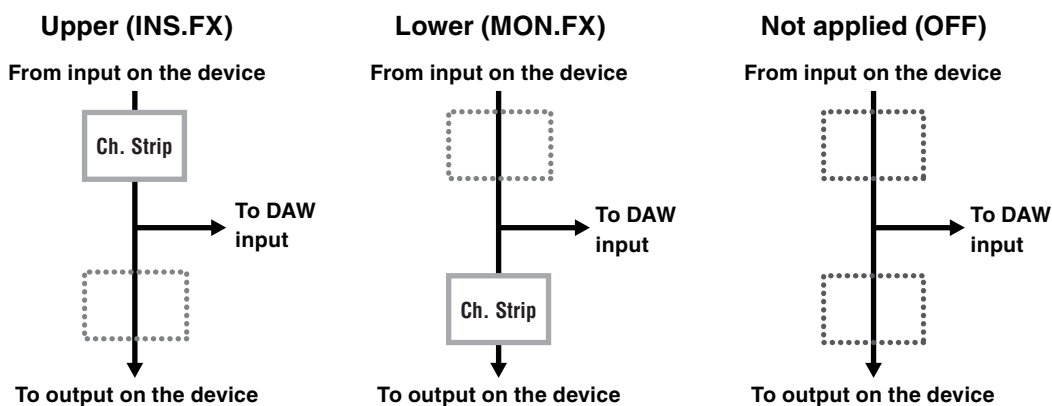 Upper (INS.FX)
From input on the device
Ch. Strip
To DAW
input
To output on the device
Lower (MON.FX)
From input on the device
To DAW
input
Ch. Strip
To output on the device
Not applied (OFF)
From input on the device
To DAW
input
To output on the device